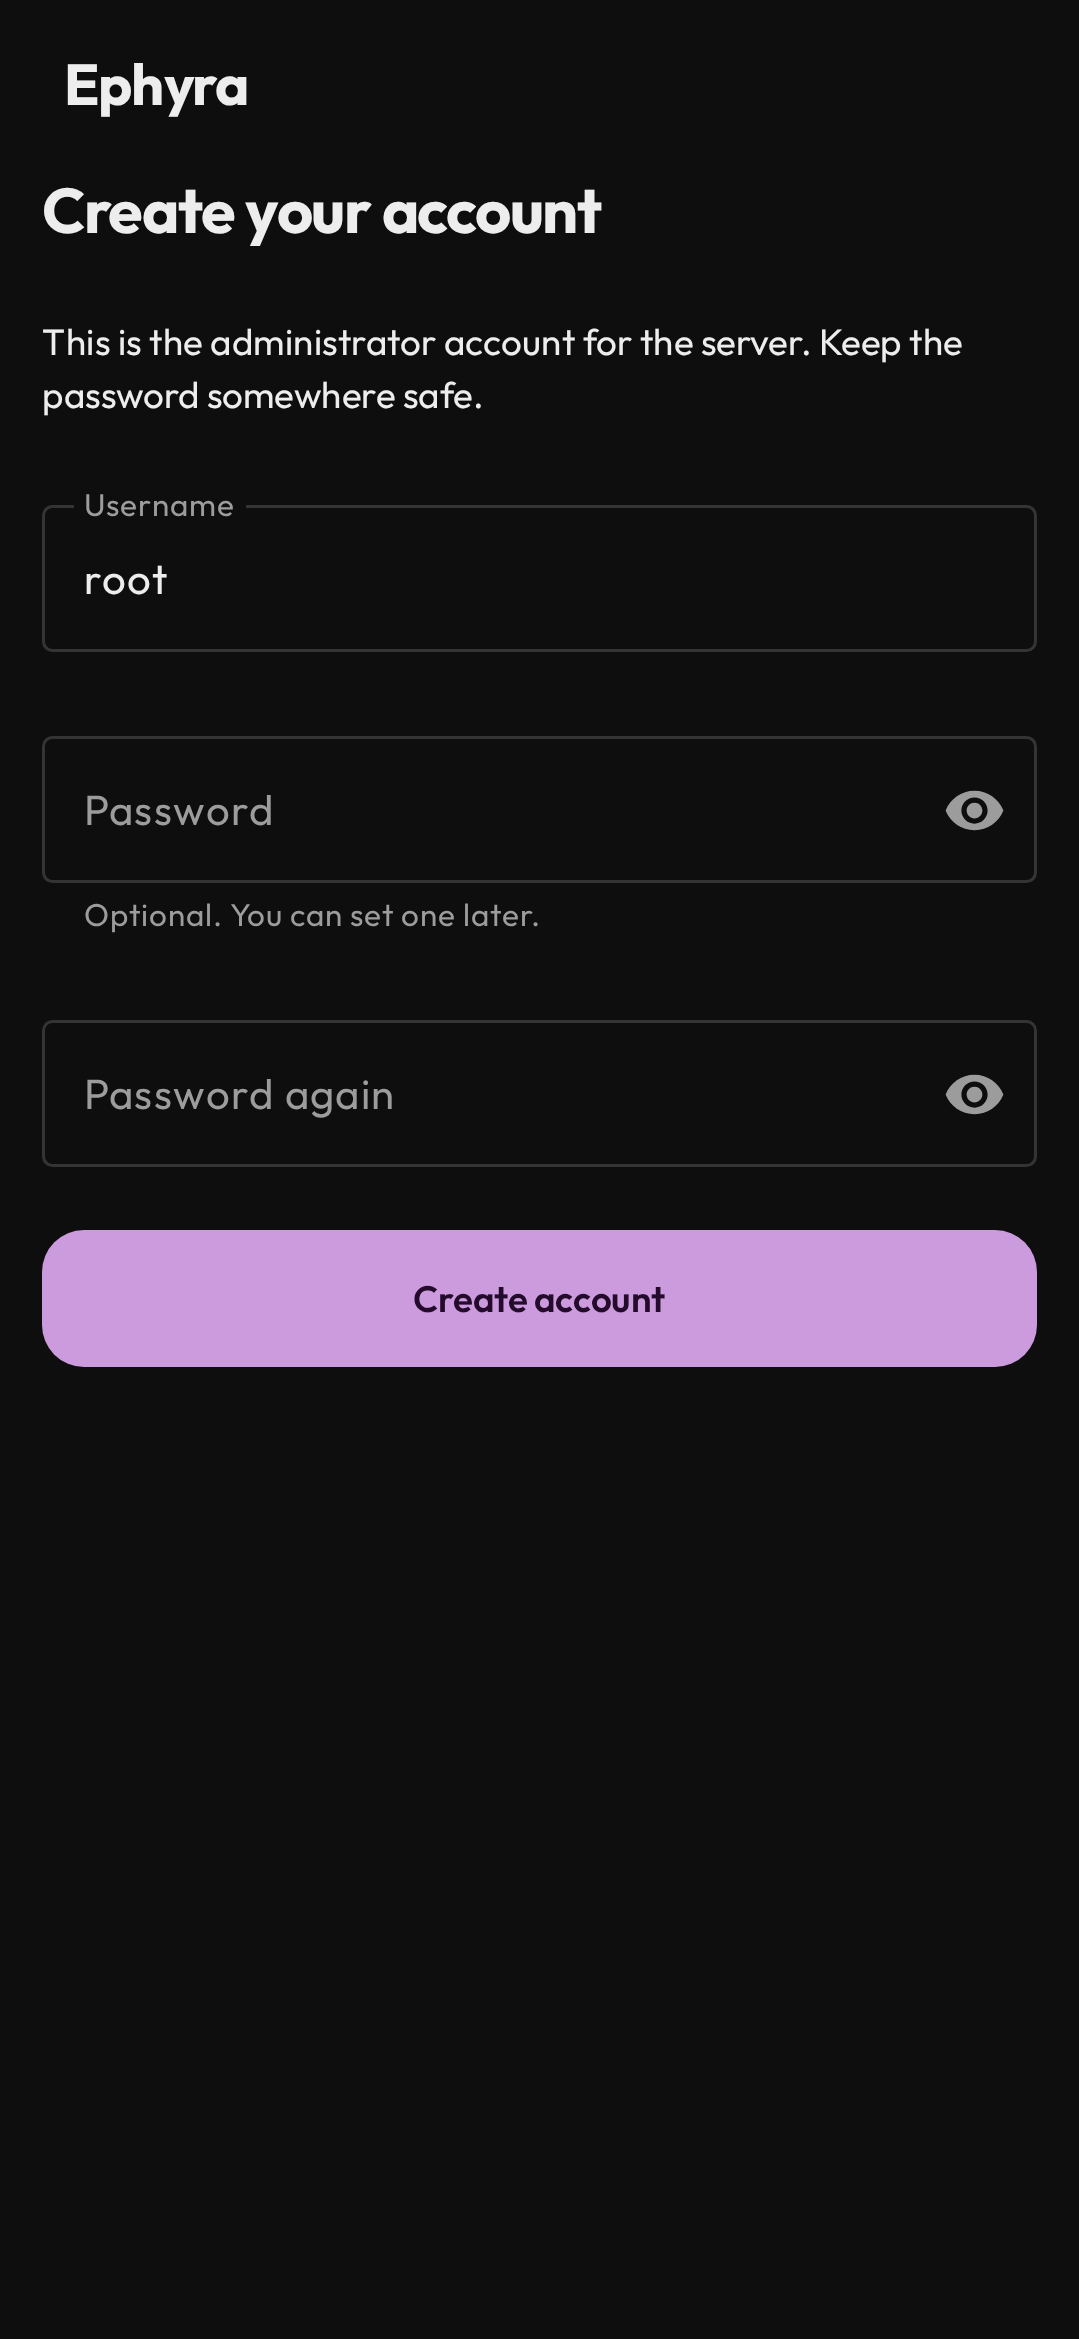 Ephyra
Create your account
This is the administrator account for the server. Keep the
password somewhere safe.
Username
root
Password
Optional. You can set one later.
Password again
Create account